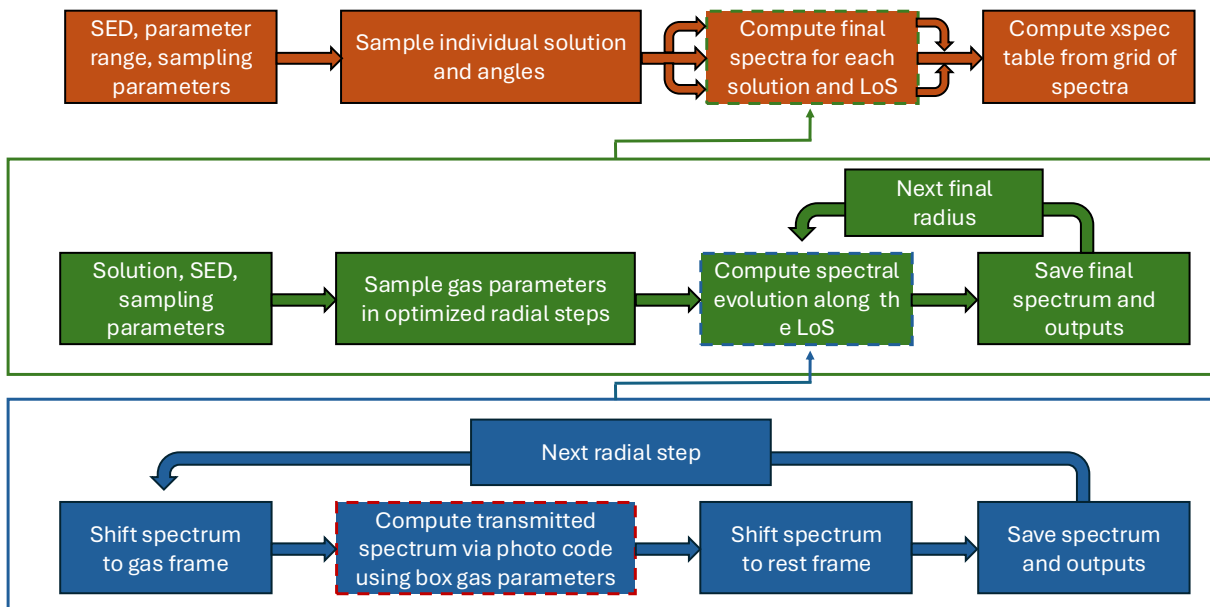 SED, parameter
range, sampling
parameters
Sample individual solution
and angles
Compute final
spectra for each
solution and LoS
Compute xspec
table from grid of
spectra
Next final
radius
Solution, SED,
sampling
parameters
Sample gas parameters
in optimized radial steps
Compute spectral
evolution along  th
e LoS
Save final
spectrum and
outputs
Next radial step
Shift spectrum
to gas frame
Compute transmitted
spectrum via photo code
using box gas parameters
Shift spectrum
to rest frame
Save spectrum
and outputs